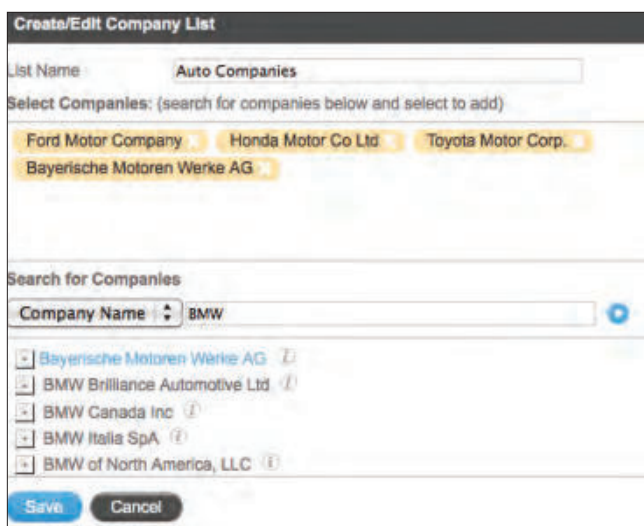 Create/Edit Company List
List Name Auto Companies
Select Companies: (search for companies below and select to add)
Ford Motor Company Honda Motor Co Ltd Toyota Motor Corp.
Bayerische Motoren Werke AG
Search for Companies
Company Name BMW
Bayerische Motoren Werke AG i
BMW Brilliance Automotive Ltd i
BMW Canada Inc i
BMW Italia SpA i
BMW of North America, LLC i
Save Cancel